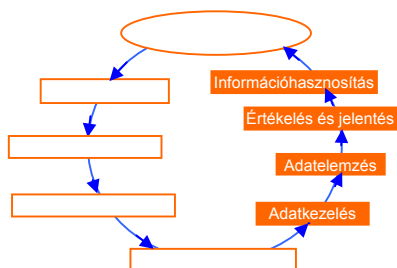 Információhasznosítás
Értékelés és jelentés
Adatelemzés
Adatkezelés